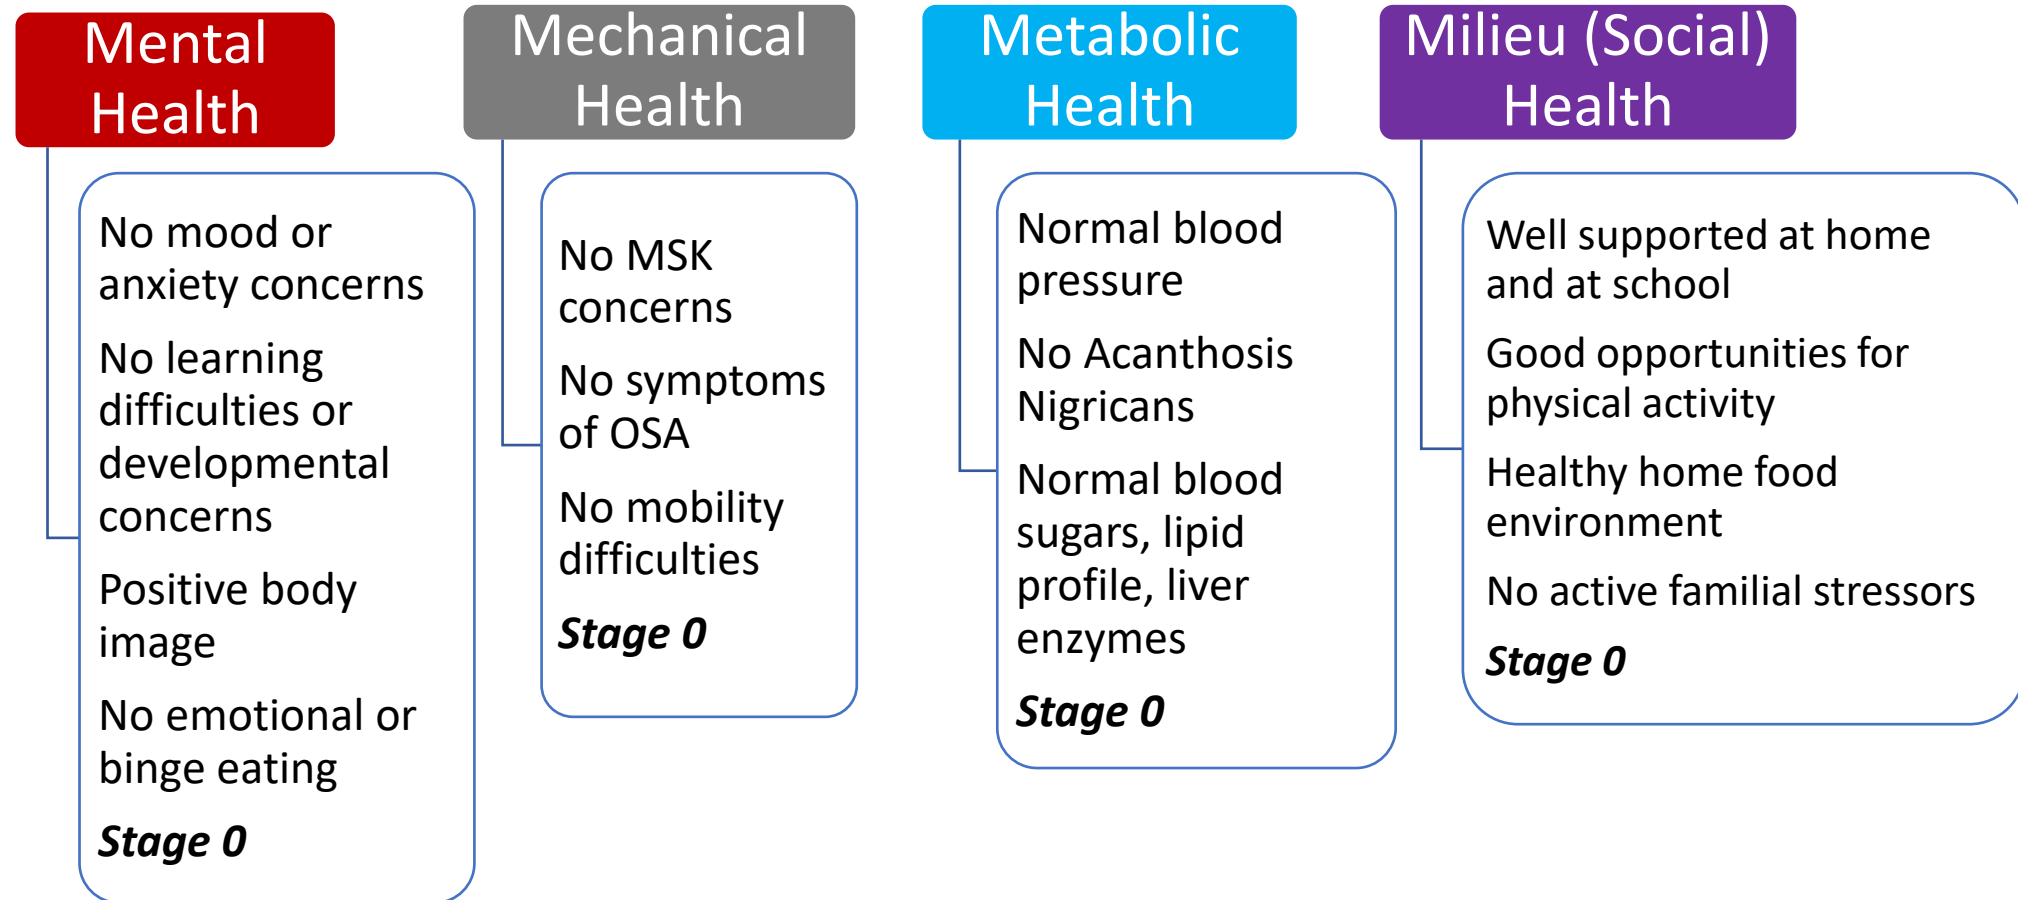 Mental
Health
No mood or
anxiety concerns
No learning
difficulties or
developmental
concerns
Positive body
image
No emotional or
binge eating
Stage 0
Mechanical
Health
No MSK
concerns
No symptoms
of OSA
No mobility
difficulties
Stage 0
Metabolic
Health
Normal blood
pressure
No Acanthosis
Nigricans
Normal blood
sugars, lipid
profile, liver
enzymes
Stage 0
Milieu (Social)
Health
Well supported at home
and at school
Good opportunities for
physical activity
Healthy home food
environment
No active familial stressors
Stage 0